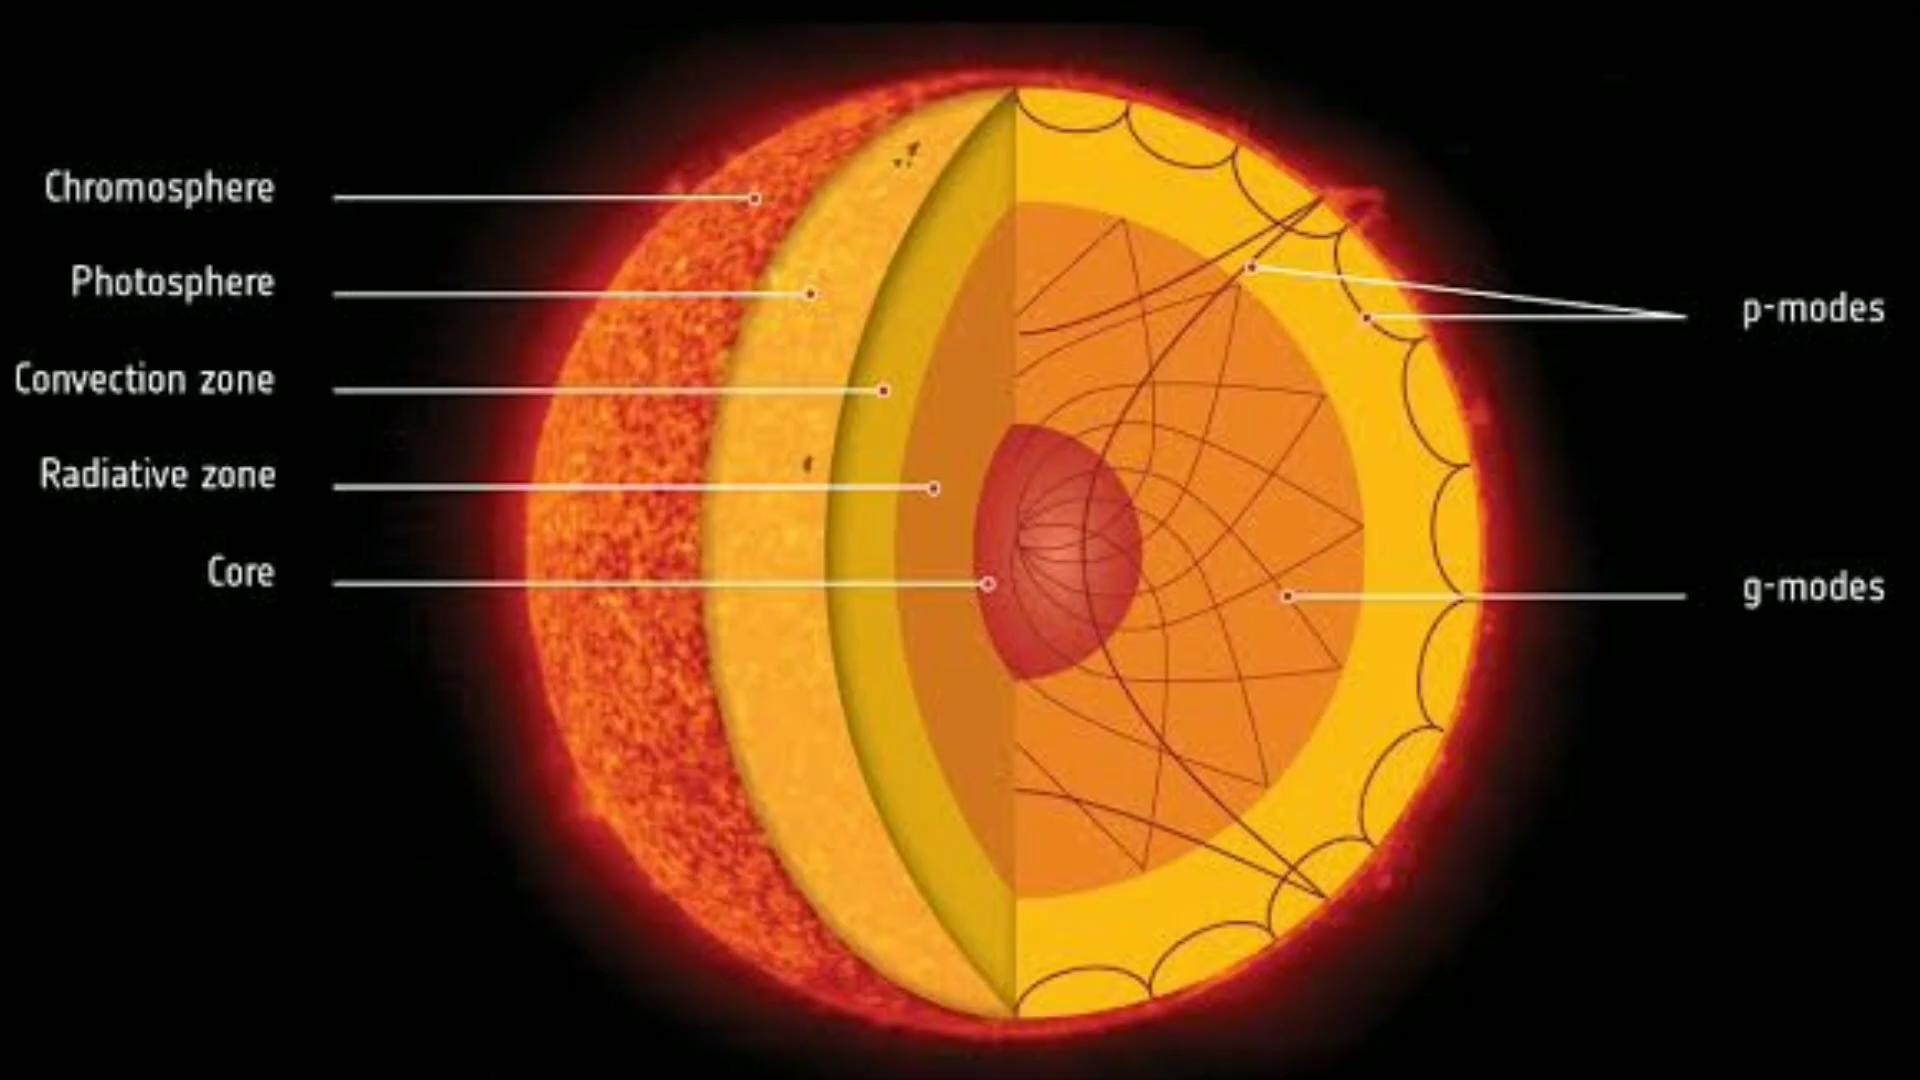 Chromosphere
Photosphere
Convection zone
Radiative zone
Core
p-modes
g-modes